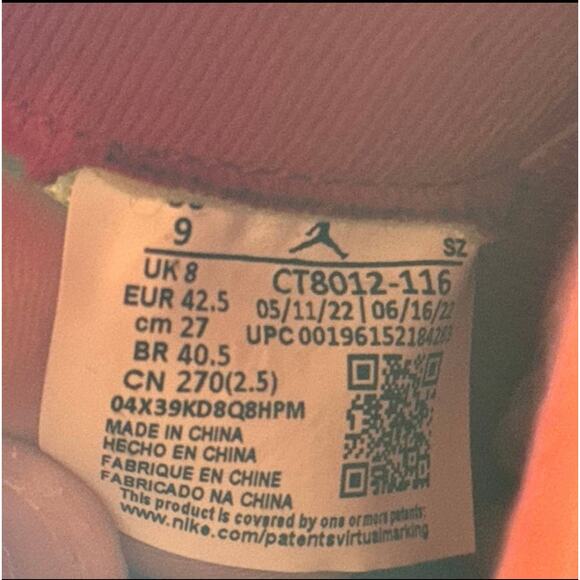 9
SZ
UK 8
CT8012-116
EUR 42.5
05/11/22 | 06/16/22
cm 27
UPC
BR 40.5
CN 270(2.5)
04X39KD8Q8HPM
MADE IN CHINA
HECHO EN CHINA
FABRIQUE EN CHINE
FABRICADO NA CHINA
This product is covered by one or more patents:
www.nike.com/patentsvirtualmarking